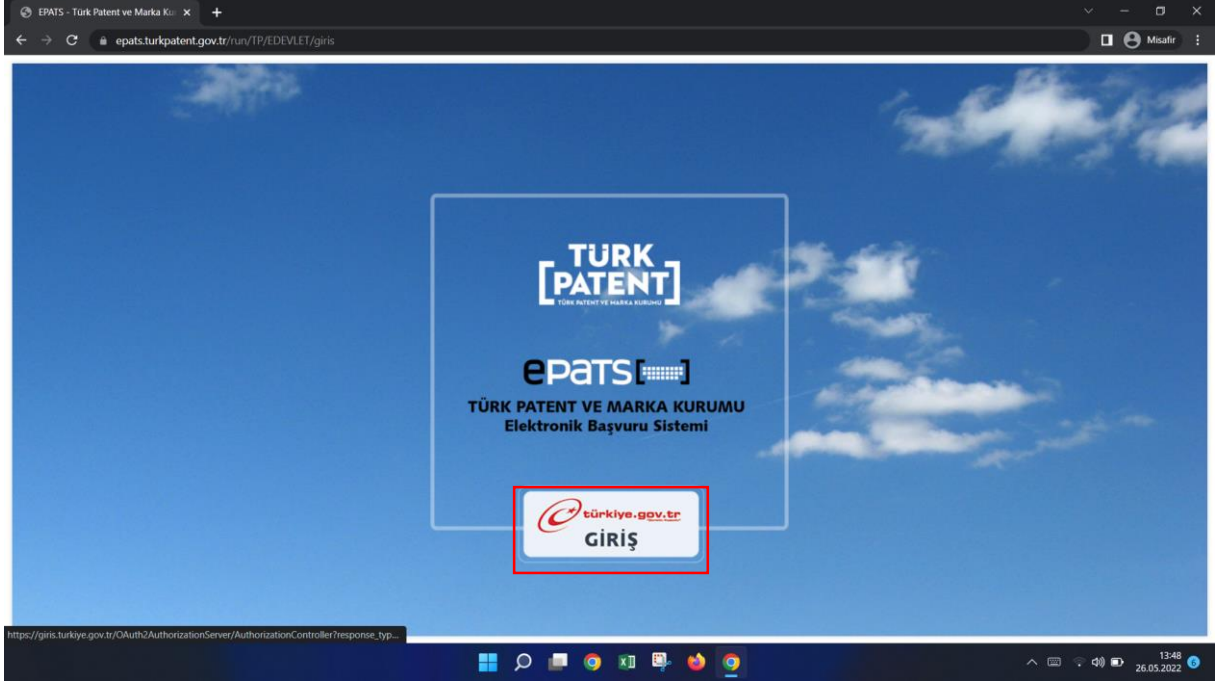 EPATS - Türk Patent ve Marka Ku
epats.turkpatent.gov.tr/run/TP/EDEVLET/giris
Misafir
TÜRK
[PATENT]
TÜRK PATENT VE MARKA KURUMU
epats[]
TÜRK PATENT VE MARKA KURUMU
Elektronik Başvuru Sistemi
türkiye.gov.tr
GİRİŞ
https://giris.turkiye.gov.tr/OAuth2AuthorizationServer/AuthorizationController?response_typ...
13:48
26.05.2022
6